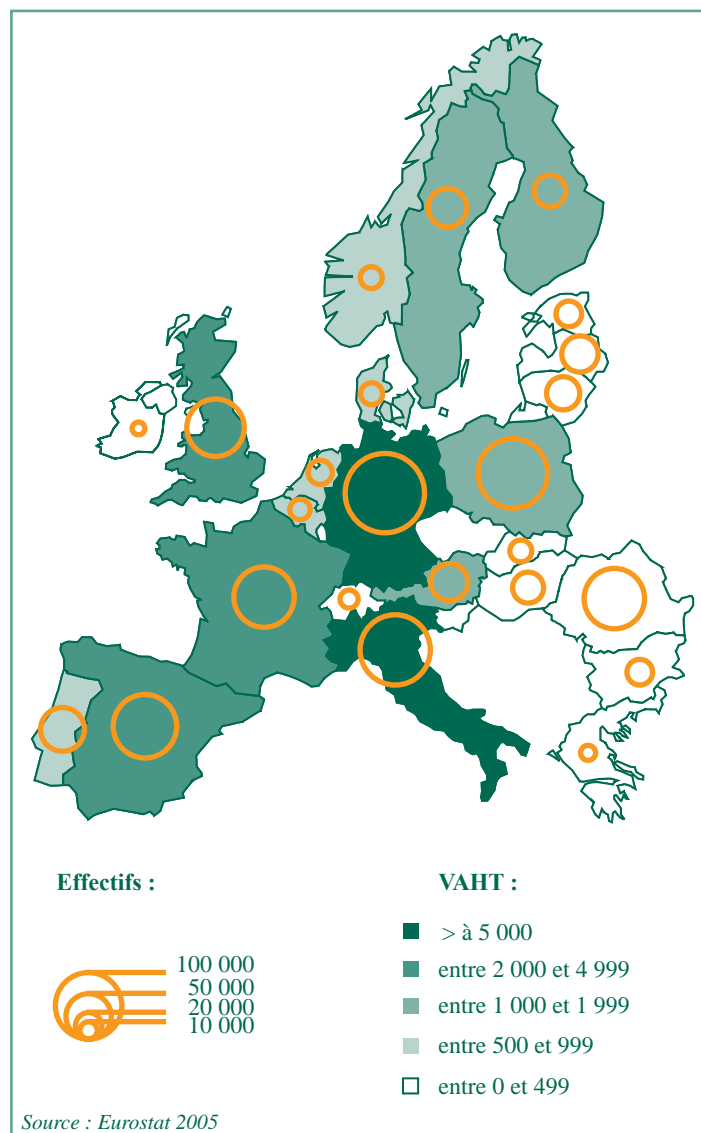 Effectifs :
100 000
50 000
20 000
10 000
VAHT :
> à 5 000
entre 2 000 et 4 999
entre 1 000 et 1 999
entre 500 et 999
entre 0 et 499
Source : Eurostat 2005